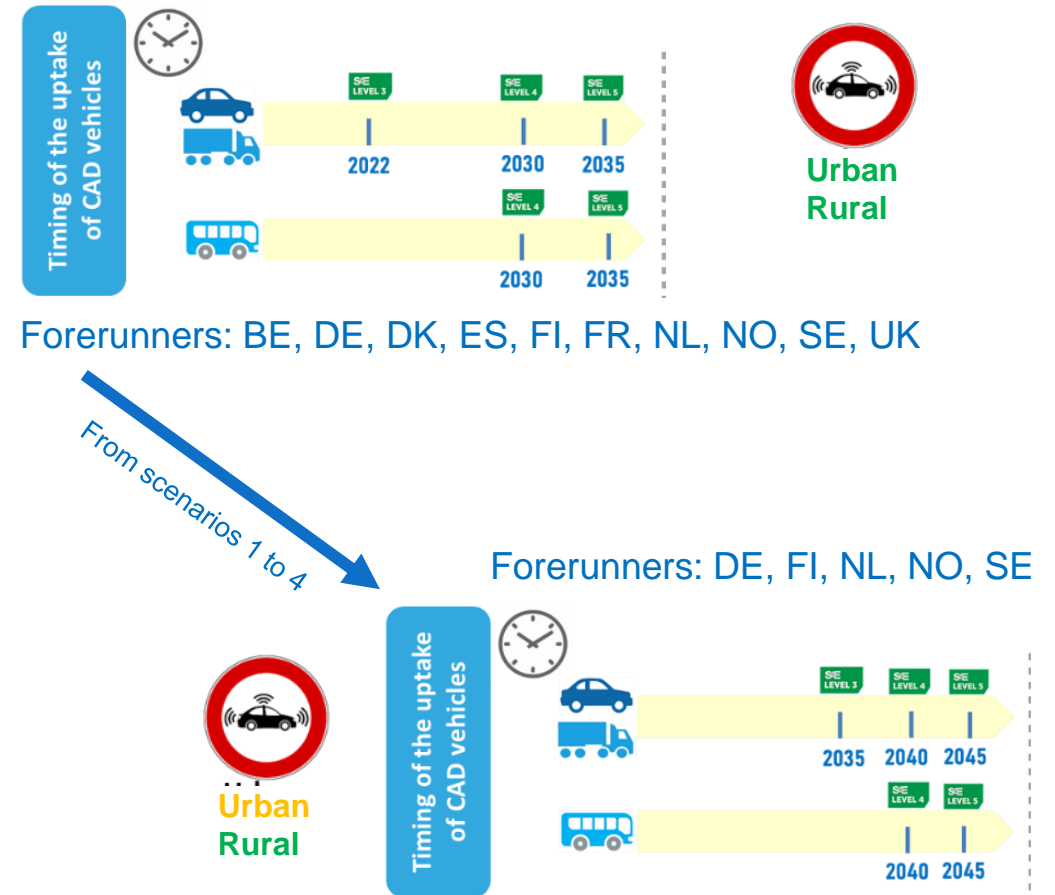 Timing of the uptake
of CAD vehicles
SAE
LEVEL 3
SAE
LEVEL 4
SAE
LEVEL 5
2022
2030
2035
SAE
LEVEL 4
SAE
LEVEL 5
2030
2035
Urban
Rural
Forerunners: BE, DE, DK, ES, FI, FR, NL, NO, SE, UK
From scenarios 1 to 4
Forerunners: DE, FI, NL, NO, SE
Urban
Rural
Timing of the uptake
of CAD vehicles
SAE
LEVEL 3
SAE
LEVEL 4
SAE
LEVEL 5
2035
2040
2045
SAE
LEVEL 4
SAE
LEVEL 5
2040
2045